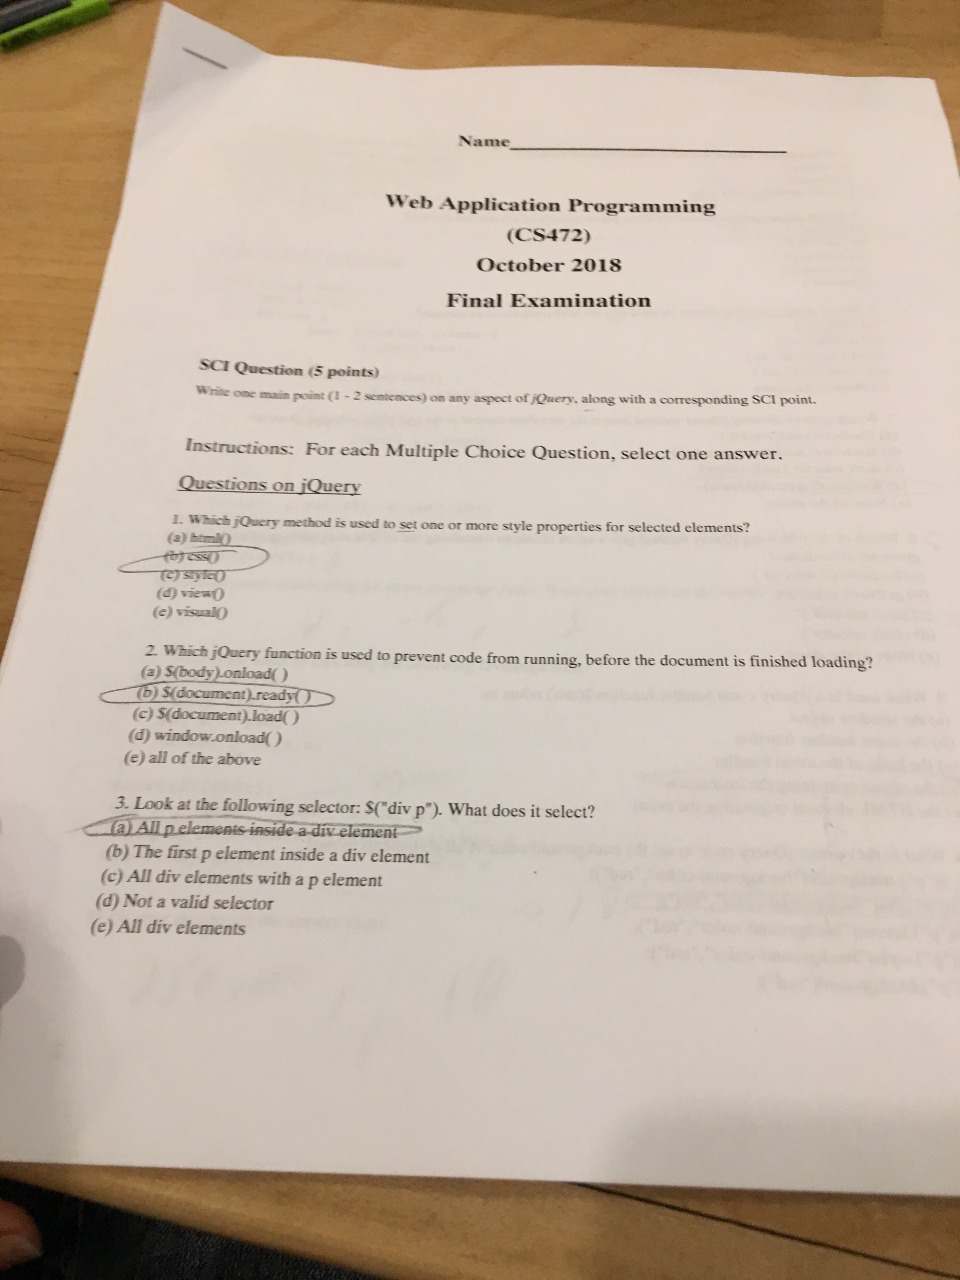 Name
Web Application Programming
(CS472)
October 2018
Final Examination
SCI Question (5 points)
Write one main point (1 - 2 sentences) on any aspect of jQuery, along with a corresponding SCI point.
Instructions: For each Multiple Choice Question, select one answer.
Questions on jQuery
1. Which jQuery method is used to set one or more style properties for selected elements?
(a) html()
(b) css()
(c) style()
(d) view()
(e) visual()
2. Which jQuery function is used to prevent code from running, before the document is finished loading?
(a) $(body).onload( )
(b) $(document).ready( )
(c) $(document).load( )
(d) window.onload( )
(e) all of the above
3. Look at the following selector: $("div p"). What does it select?
(a) All p elements inside a div element
(b) The first p element inside a div element
(c) All div elements with a p element
(d) Not a valid selector
(e) All div elements